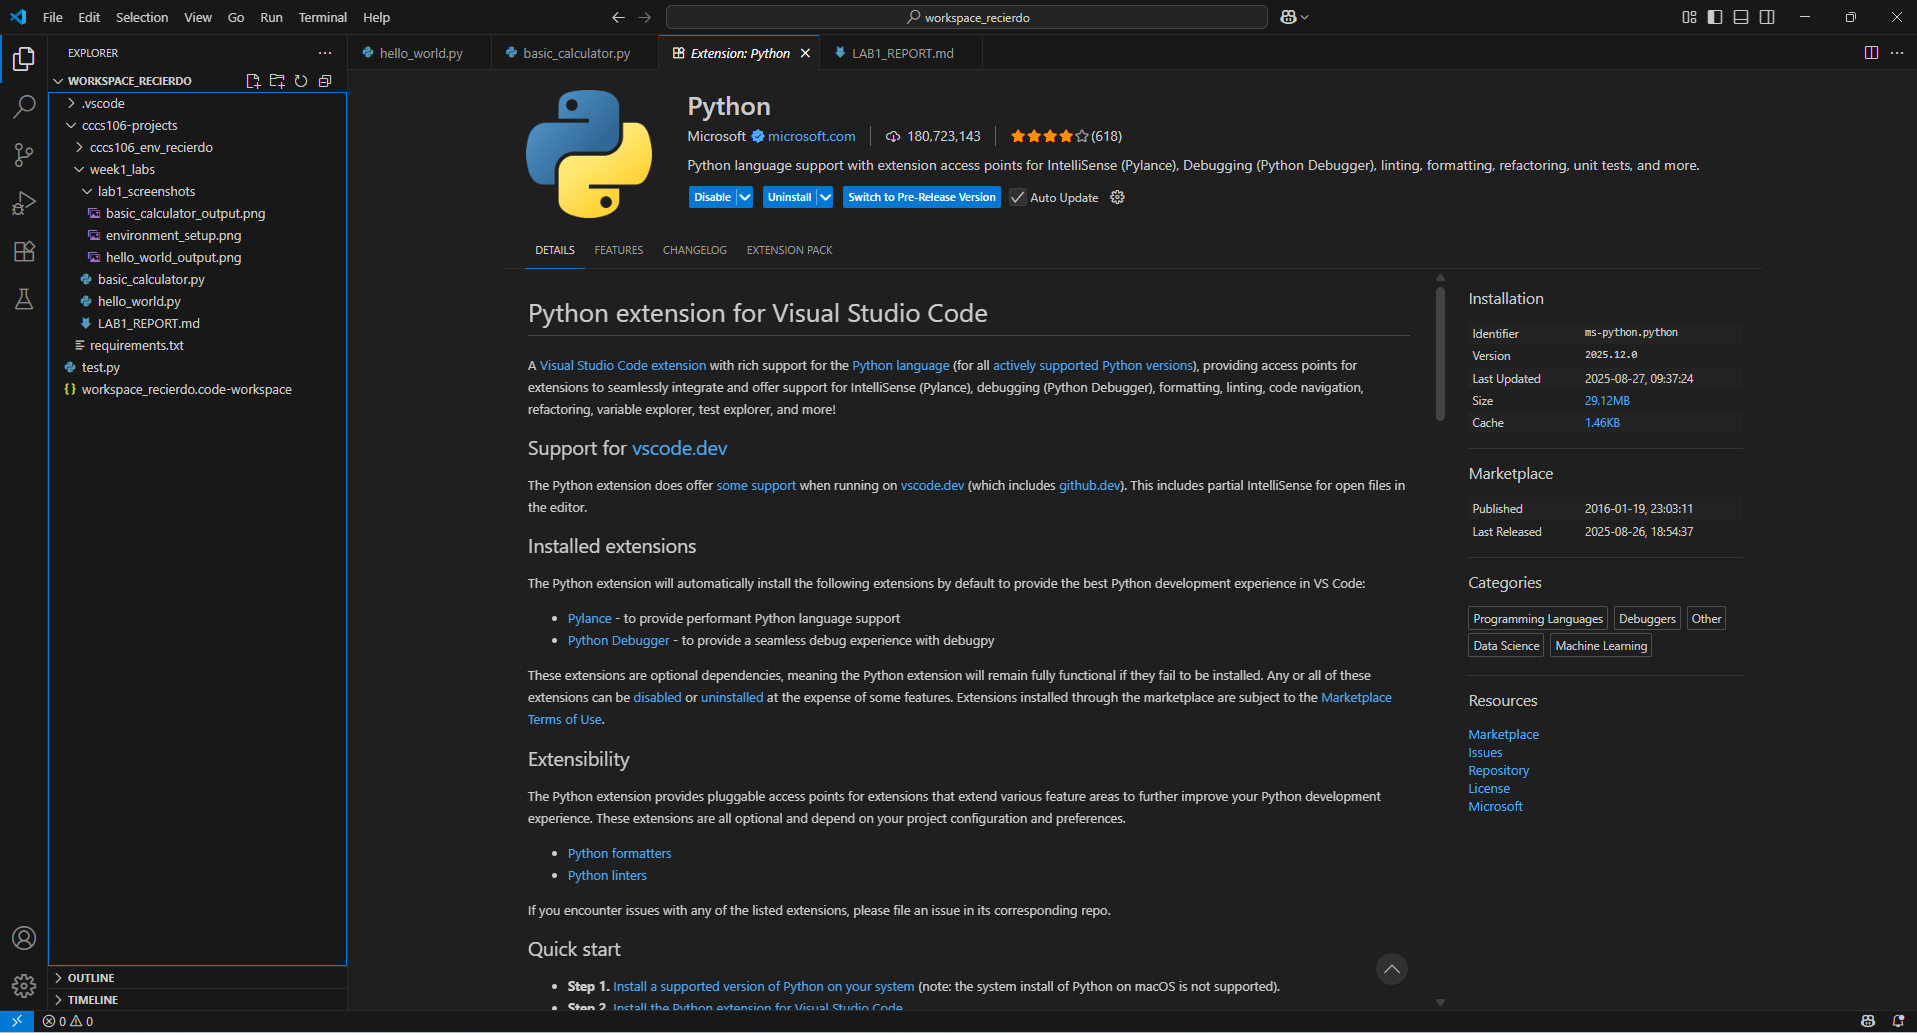 File Edit Selection View Go Run Terminal Help
workspace_recierdo
EXPLORER
WORKSPACE_RECIERDO
.vscode
cccs106-projects
cccs106_env_recierdo
week1_labs
lab1_screenshots
basic_calculator_output.png
environment_setup.png
hello_world_output.png
basic_calculator.py
hello_world.py
LAB1_REPORT.md
requirements.txt
test.py
workspace_recierdo.code-workspace
OUTLINE
TIMELINE
hello_world.py
basic_calculator.py
Extension: Python
LAB1_REPORT.md
Python
Microsoft microsoft.com 180,723,143 (618)
Python language support with extension access points for IntelliSense (Pylance), Debugging (Python Debugger), linting, formatting, refactoring, unit tests, and more.
Disable Uninstall Switch to Pre-Release Version Auto Update
DETAILS FEATURES CHANGELOG EXTENSION PACK
Python extension for Visual Studio Code
A Visual Studio Code extension with rich support for the Python language (for all actively supported Python versions), providing access points for
extensions to seamlessly integrate and offer support for IntelliSense (Pylance), debugging (Python Debugger), formatting, linting, code navigation,
refactoring, variable explorer, test explorer, and more!
Support for vscode.dev
The Python extension does offer some support when running on vscode.dev (which includes github.dev). This includes partial IntelliSense for open files in
the editor.
Installed extensions
The Python extension will automatically install the following extensions by default to provide the best Python development experience in VS Code:
• Pylance - to provide performant Python language support
• Python Debugger - to provide a seamless debug experience with debugpy
These extensions are optional dependencies, meaning the Python extension will remain fully functional if they fail to be installed. Any or all of these
extensions can be disabled or uninstalled at the expense of some features. Extensions installed through the marketplace are subject to the Marketplace
Terms of Use.
Extensibility
The Python extension provides pluggable access points for extensions that extend various feature areas to further improve your Python development
experience. These extensions are all optional and depend on your project configuration and preferences.
• Python formatters
• Python linters
If you encounter issues with any of the listed extensions, please file an issue in its corresponding repo.
Quick start
• Step 1. Install a supported version of Python on your system (note: the system install of Python on macOS is not supported).
• Step 2. Install the Python extension for Visual Studio Code
Installation
Identifier ms-python.python
Version 2025.12.0
Last Updated 2025-08-27, 09:37:24
Size 29.12MB
Cache 1.46KB
Marketplace
Published 2016-01-19, 23:03:11
Last Released 2025-08-26, 18:54:37
Categories
Programming Languages Debuggers Other
Data Science Machine Learning
Resources
Marketplace
Issues
Repository
License
Microsoft
0 0